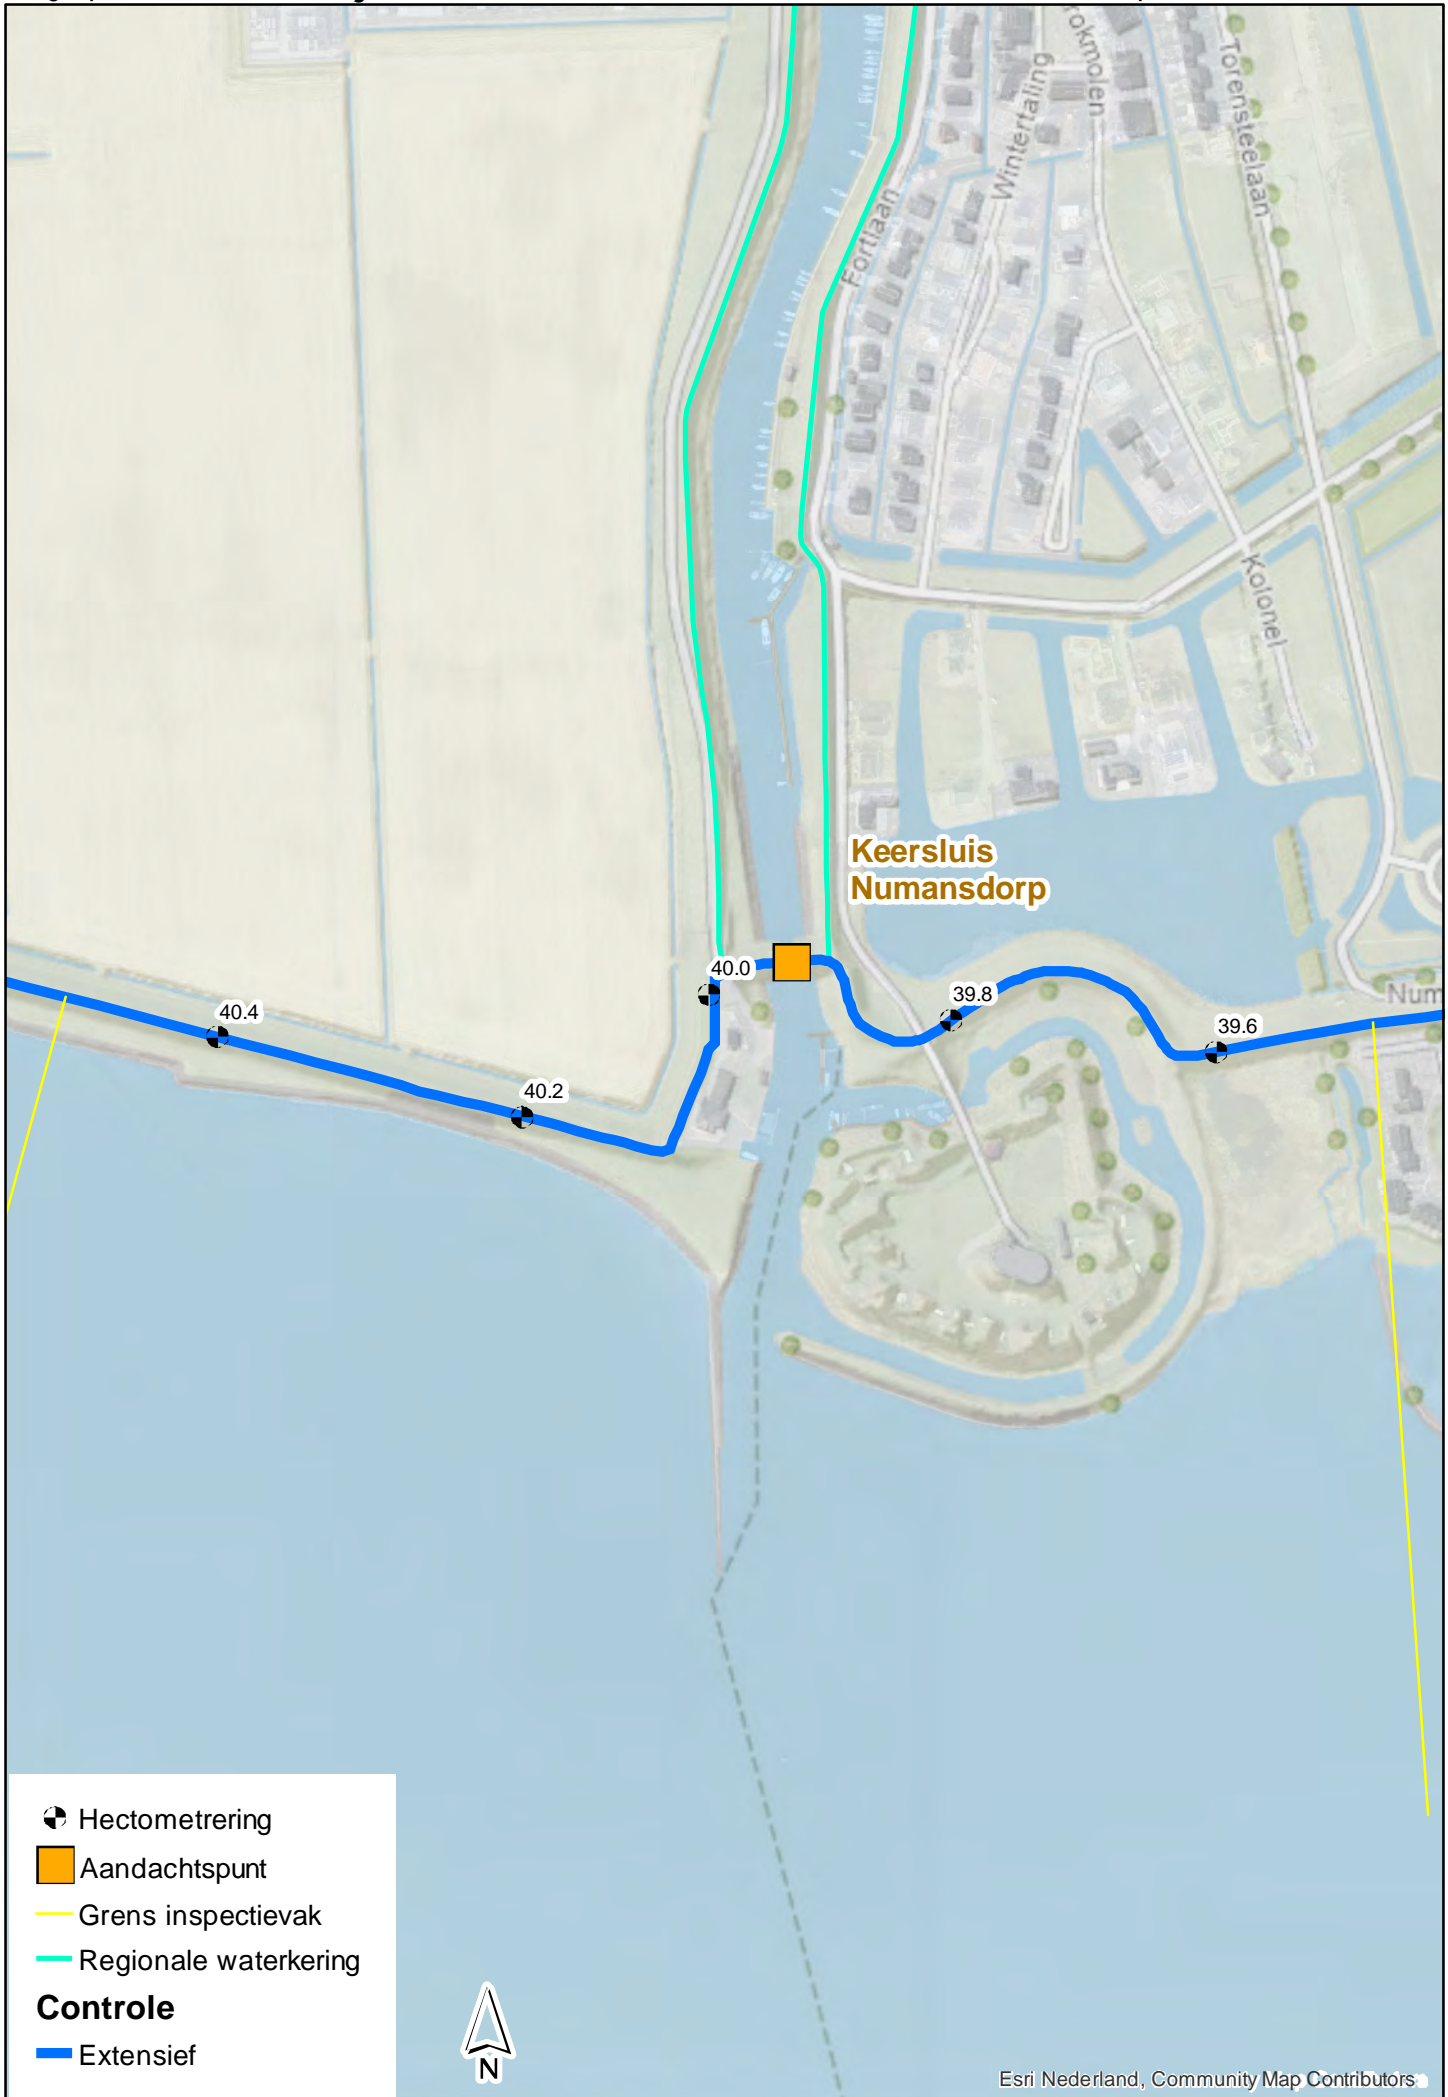 Torensteelaan
Wintertaling
Fortlaan
Kolonel
Keersluis
Numansdorp
40.0
39.8
39.6
40.4
40.2
Num
Hectometrering
Aandachtspunt
Grens inspectievak
Regionale waterkering
Controle
Extensief
N
Esri Nederland, Community Map Contributors